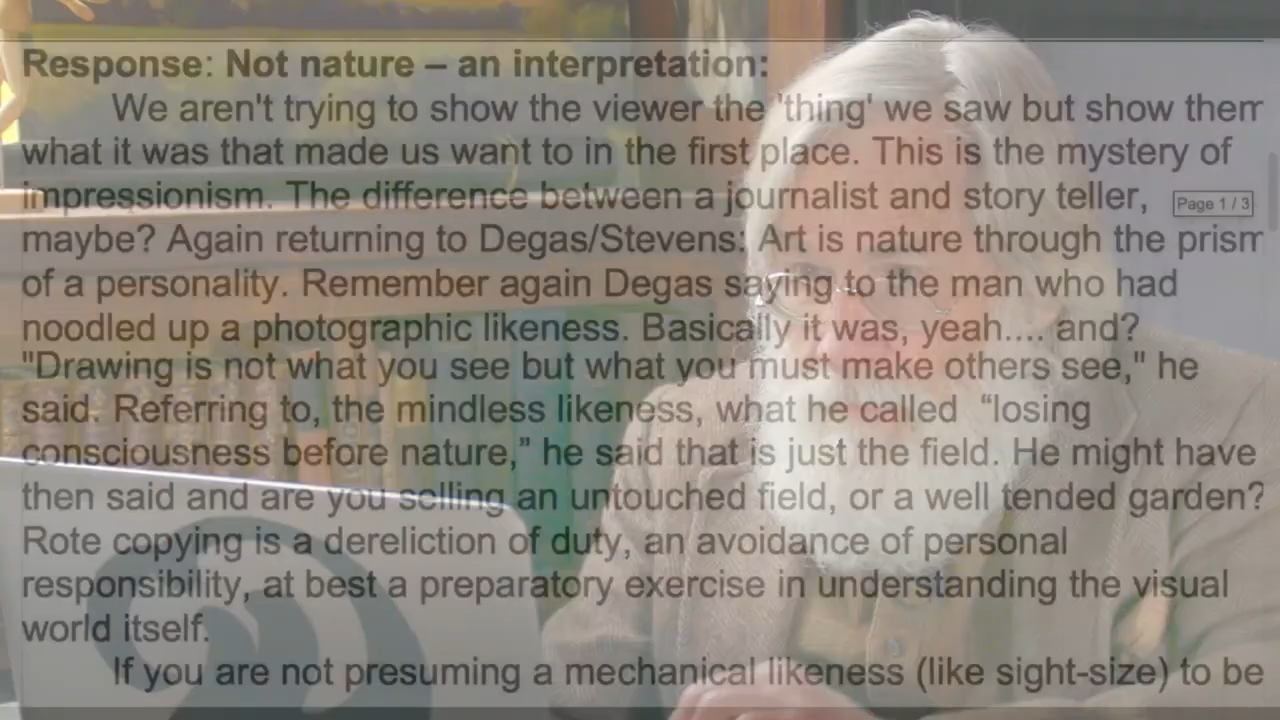 Response: Not nature – an interpretation:
We aren't trying to show the viewer the 'thing' we saw but show them
what it was that made us want to in the first place. This is the mystery of
impressionism. The difference between a journalist and story teller,
Page 1 / 3
maybe? Again returning to Degas/Stevens: Art is nature through the prism
of a personality. Remember again Degas saying to the man who had
noodled up a photographic likeness. Basically it was, yeah.... and?
"Drawing is not what you see but what you must make others see," he
said. Referring to, the mindless likeness, what he called “losing
consciousness before nature,” he said that is just the field. He might have
then said and are you selling an untouched field, or a well tended garden?
Rote copying is a dereliction of duty, an avoidance of personal
responsibility, at best a preparatory exercise in understanding the visual
world itself.
If you are not presuming a mechanical likeness (like sight-size) to be